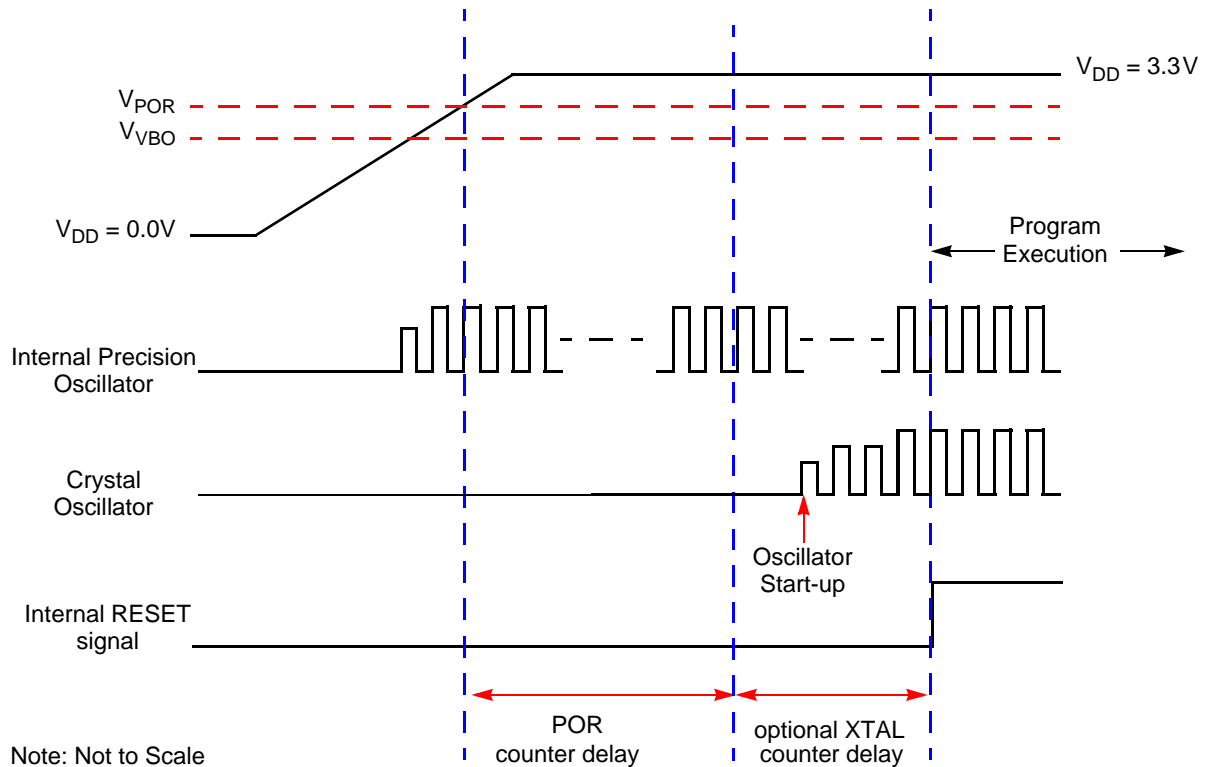 V_DD = 3.3V
V_POR
V_VBO
V_DD = 0.0V
Program
Execution
Internal Precision
Oscillator
Crystal
Oscillator
Oscillator
Start-up
Internal RESET
signal
POR
counter delay
optional XTAL
counter delay
Note: Not to Scale